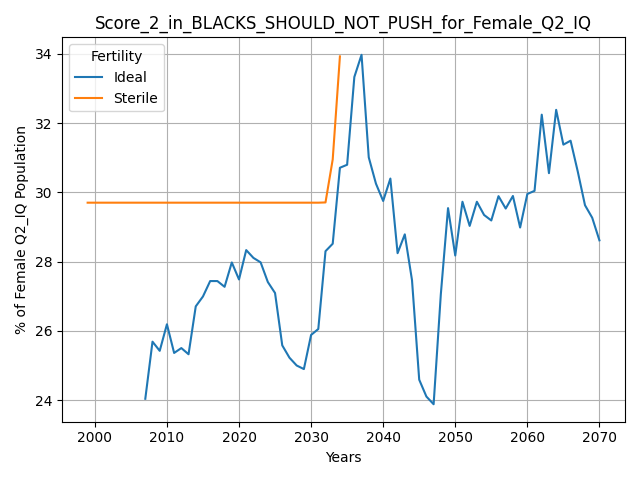 Score_2_in_BLACKS_SHOULD_NOT_PUSH_for_Female_Q2_IQ
Fertility
Ideal
Sterile
% of Female Q2_IQ Population
34
32
30
28
26
24
2000 2010 2020 2030 2040 2050 2060 2070
Years